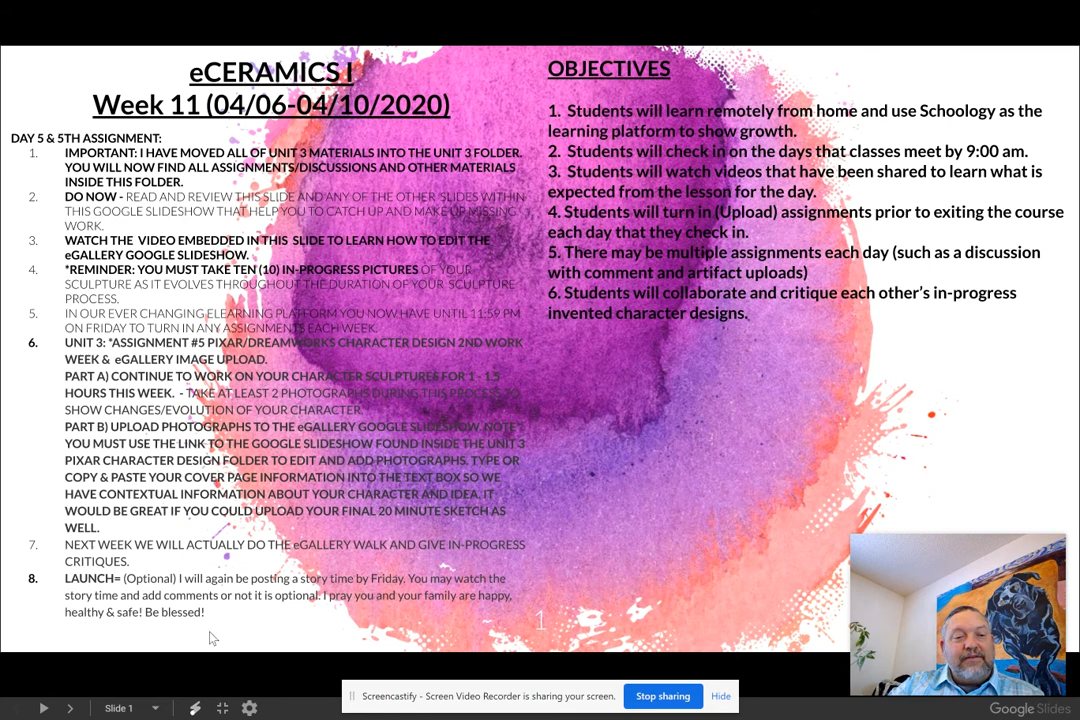 eCERAMICS I
Week 11 (04/06-04/10/2020)
DAY 5 & 5TH ASSIGNMENT:
1. IMPORTANT: I HAVE MOVED ALL OF UNIT 3 MATERIALS INTO THE UNIT 3 FOLDER.
YOU WILL NOW FIND ALL ASSIGNMENTS/DISCUSSIONS AND OTHER MATERIALS
INSIDE THIS FOLDER.
2. DO NOW - READ AND REVIEW THIS SLIDE AND ANY OF THE OTHER SLIDES WITHIN
THIS GOOGLE SLIDESHOW THAT HELP YOU TO CATCH UP AND MAKE UP MISSING
WORK.
3. WATCH THE VIDEO EMBEDDED IN THIS SLIDE TO LEARN HOW TO EDIT THE
eGALLERY GOOGLE SLIDESHOW.
4. *REMINDER: YOU MUST TAKE TEN (10) IN-PROGRESS PICTURES OF YOUR
SCULPTURE AS IT EVOLVES THROUGHOUT THE DURATION OF YOUR SCULPTURE
PROCESS.
5. IN OUR EVER CHANGING ELEARNING PLATFORM YOU NOW HAVE UNTIL 11:59 PM
ON FRIDAY TO TURN IN ANY ASSIGNMENTS EACH WEEK.
6. UNIT 3: *ASSIGNMENT #5 PIXAR/DREAMWORKS CHARACTER DESIGN 2ND WORK
WEEK & eGALLERY IMAGE UPLOAD.
PART A) CONTINUE TO WORK ON YOUR CHARACTER SCULPTURES FOR 1 - 1.5
HOURS THIS WEEK. - TAKE AT LEAST 2 PHOTOGRAPHS DURING THIS PROCESS TO
SHOW CHANGES/EVOLUTION OF YOUR CHARACTER.
PART B) UPLOAD PHOTOGRAPHS TO THE eGALLERY GOOGLE SLIDESHOW. NOTE
YOU MUST USE THE LINK TO THE GOOGLE SLIDESHOW FOUND INSIDE THE UNIT 3
PIXAR CHARACTER DESIGN FOLDER TO EDIT AND ADD PHOTOGRAPHS. TYPE OR
COPY & PASTE YOUR COVER PAGE INFORMATION INTO THE TEXT BOX SO WE
HAVE CONTEXTUAL INFORMATION ABOUT YOUR CHARACTER AND IDEA. IT
WOULD BE GREAT IF YOU COULD UPLOAD YOUR FINAL 20 MINUTE SKETCH AS
WELL.
7. NEXT WEEK WE WILL ACTUALLY DO THE eGALLERY WALK AND GIVE IN-PROGRESS
CRITIQUES.
8. LAUNCH= (Optional) I will again be posting a story time by Friday. You may watch the
story time and add comments or not it is optional. I pray you and your family are happy,
healthy & safe! Be blessed!
OBJECTIVES
1. Students will learn remotely from home and use Schoology as the
learning platform to show growth.
2. Students will check in on the days that classes meet by 9:00 am.
3. Students will watch videos that have been shared to learn what is
expected from the lesson for the day.
4. Students will turn in (Upload) assignments prior to exiting the course
each day that they check in.
5. There may be multiple assignments each day (such as a discussion
with comment and artifact uploads)
6. Students will collaborate and critique each other's in-progress
invented character designs.
1
Screencastify - Screen Video Recorder is sharing your screen.
Stop sharing
Hide
Slide 1
Google Slides